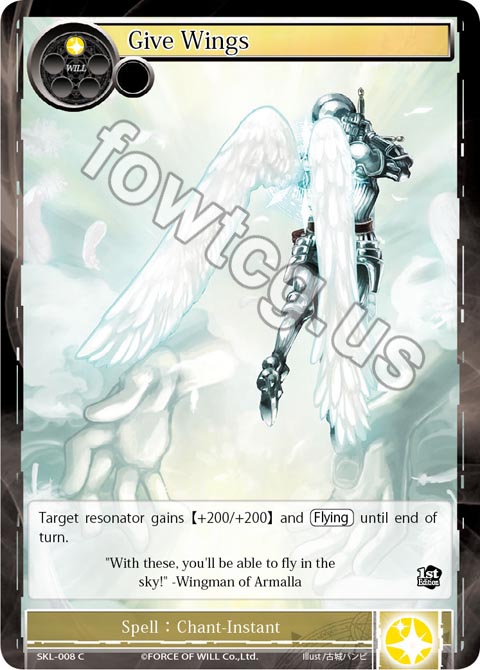 Give Wings
WILL
fowtcg.us
Target resonator gains 【+200/+200】 and Flying until end of
turn.
"With these, you'll be able to fly in the
sky!" -Wingman of Armalla
1st
Edition
Spell : Chant-Instant
SKL-008 C
©FORCE OF WILL Co.,Ltd.
Illust /古城バンビ